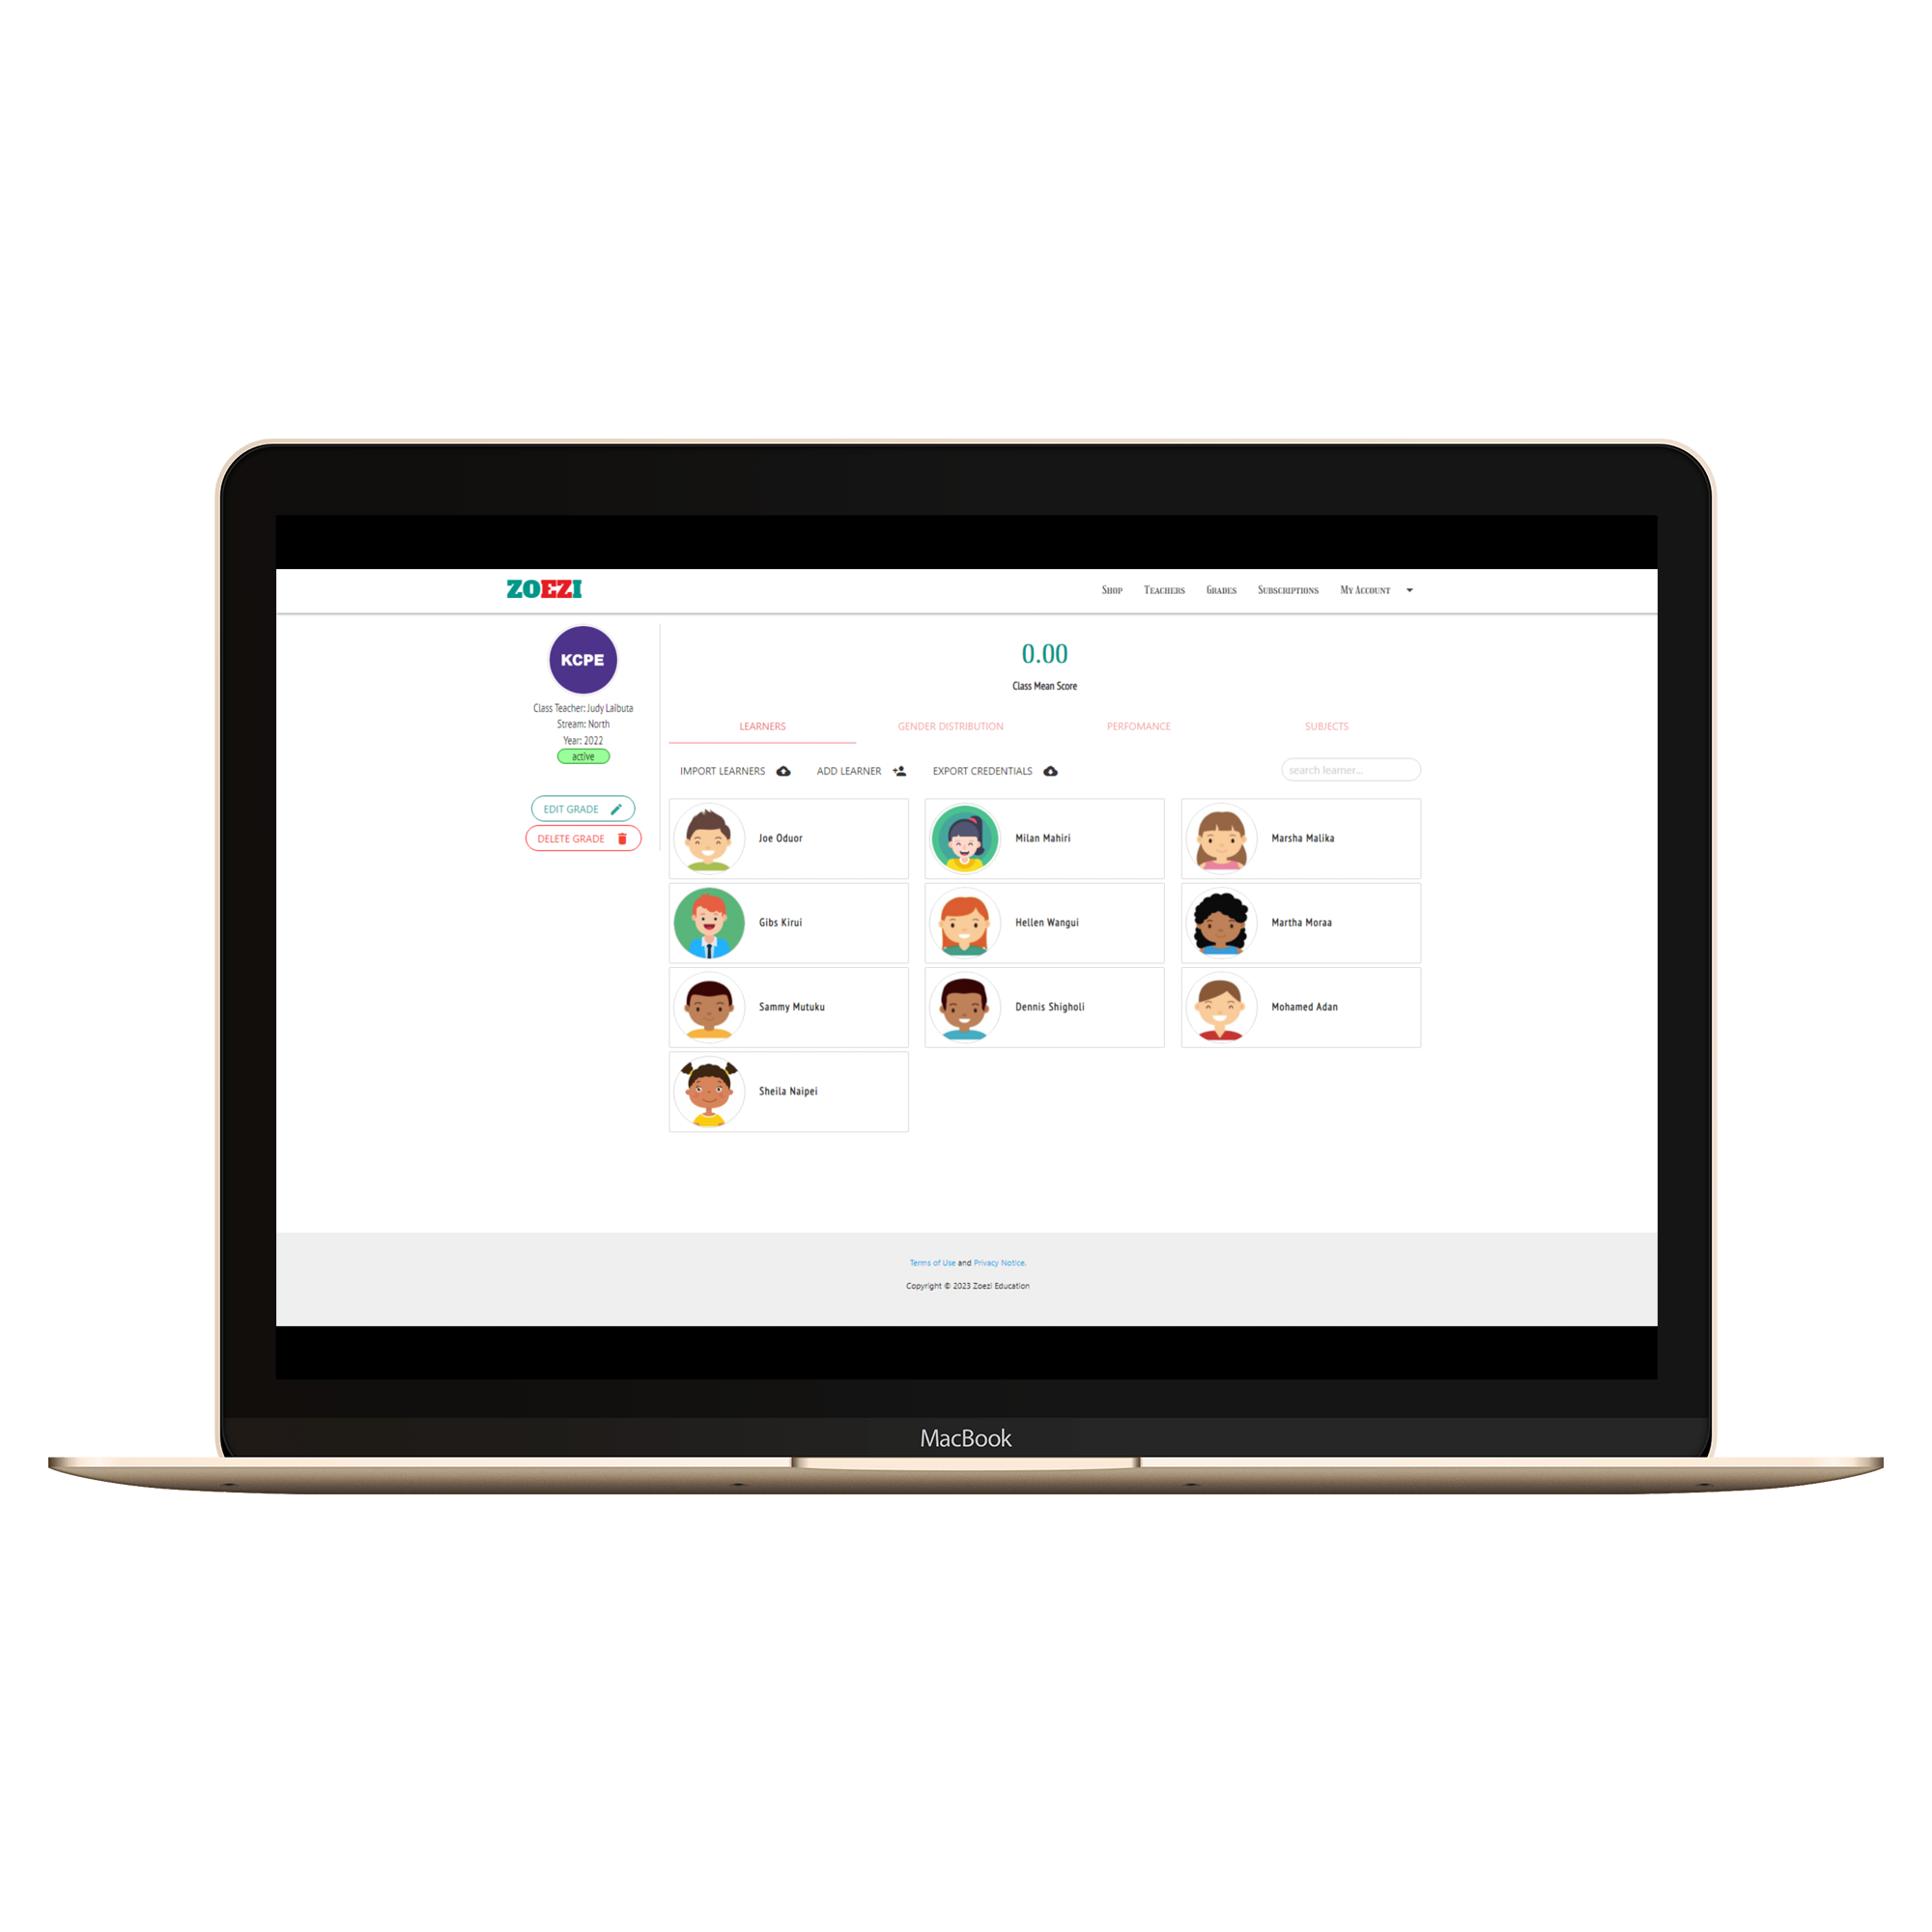 ZOEZI
Shop Teachers Grades Subscriptions My Account
KCPE
Class Teacher: Judy Laibuta
Stream: North
Year: 2022
active
EDIT GRADE
DELETE GRADE
0.00
Class Mean Score
LEARNERS GENDER DISTRIBUTION PERFOMANCE SUBJECTS
IMPORT LEARNERS ADD LEARNER EXPORT CREDENTIALS search learner...
Joe Oduor Milan Mahiri Marsha Malika
Gibs Kirui Hellen Wangui Martha Moraa
Sammy Mutuku Dennis Shigholi Mohamed Adan
Sheila Naipei
Terms of Use and Privacy Notice.
Copyright © 2023 Zoezi Education
MacBook